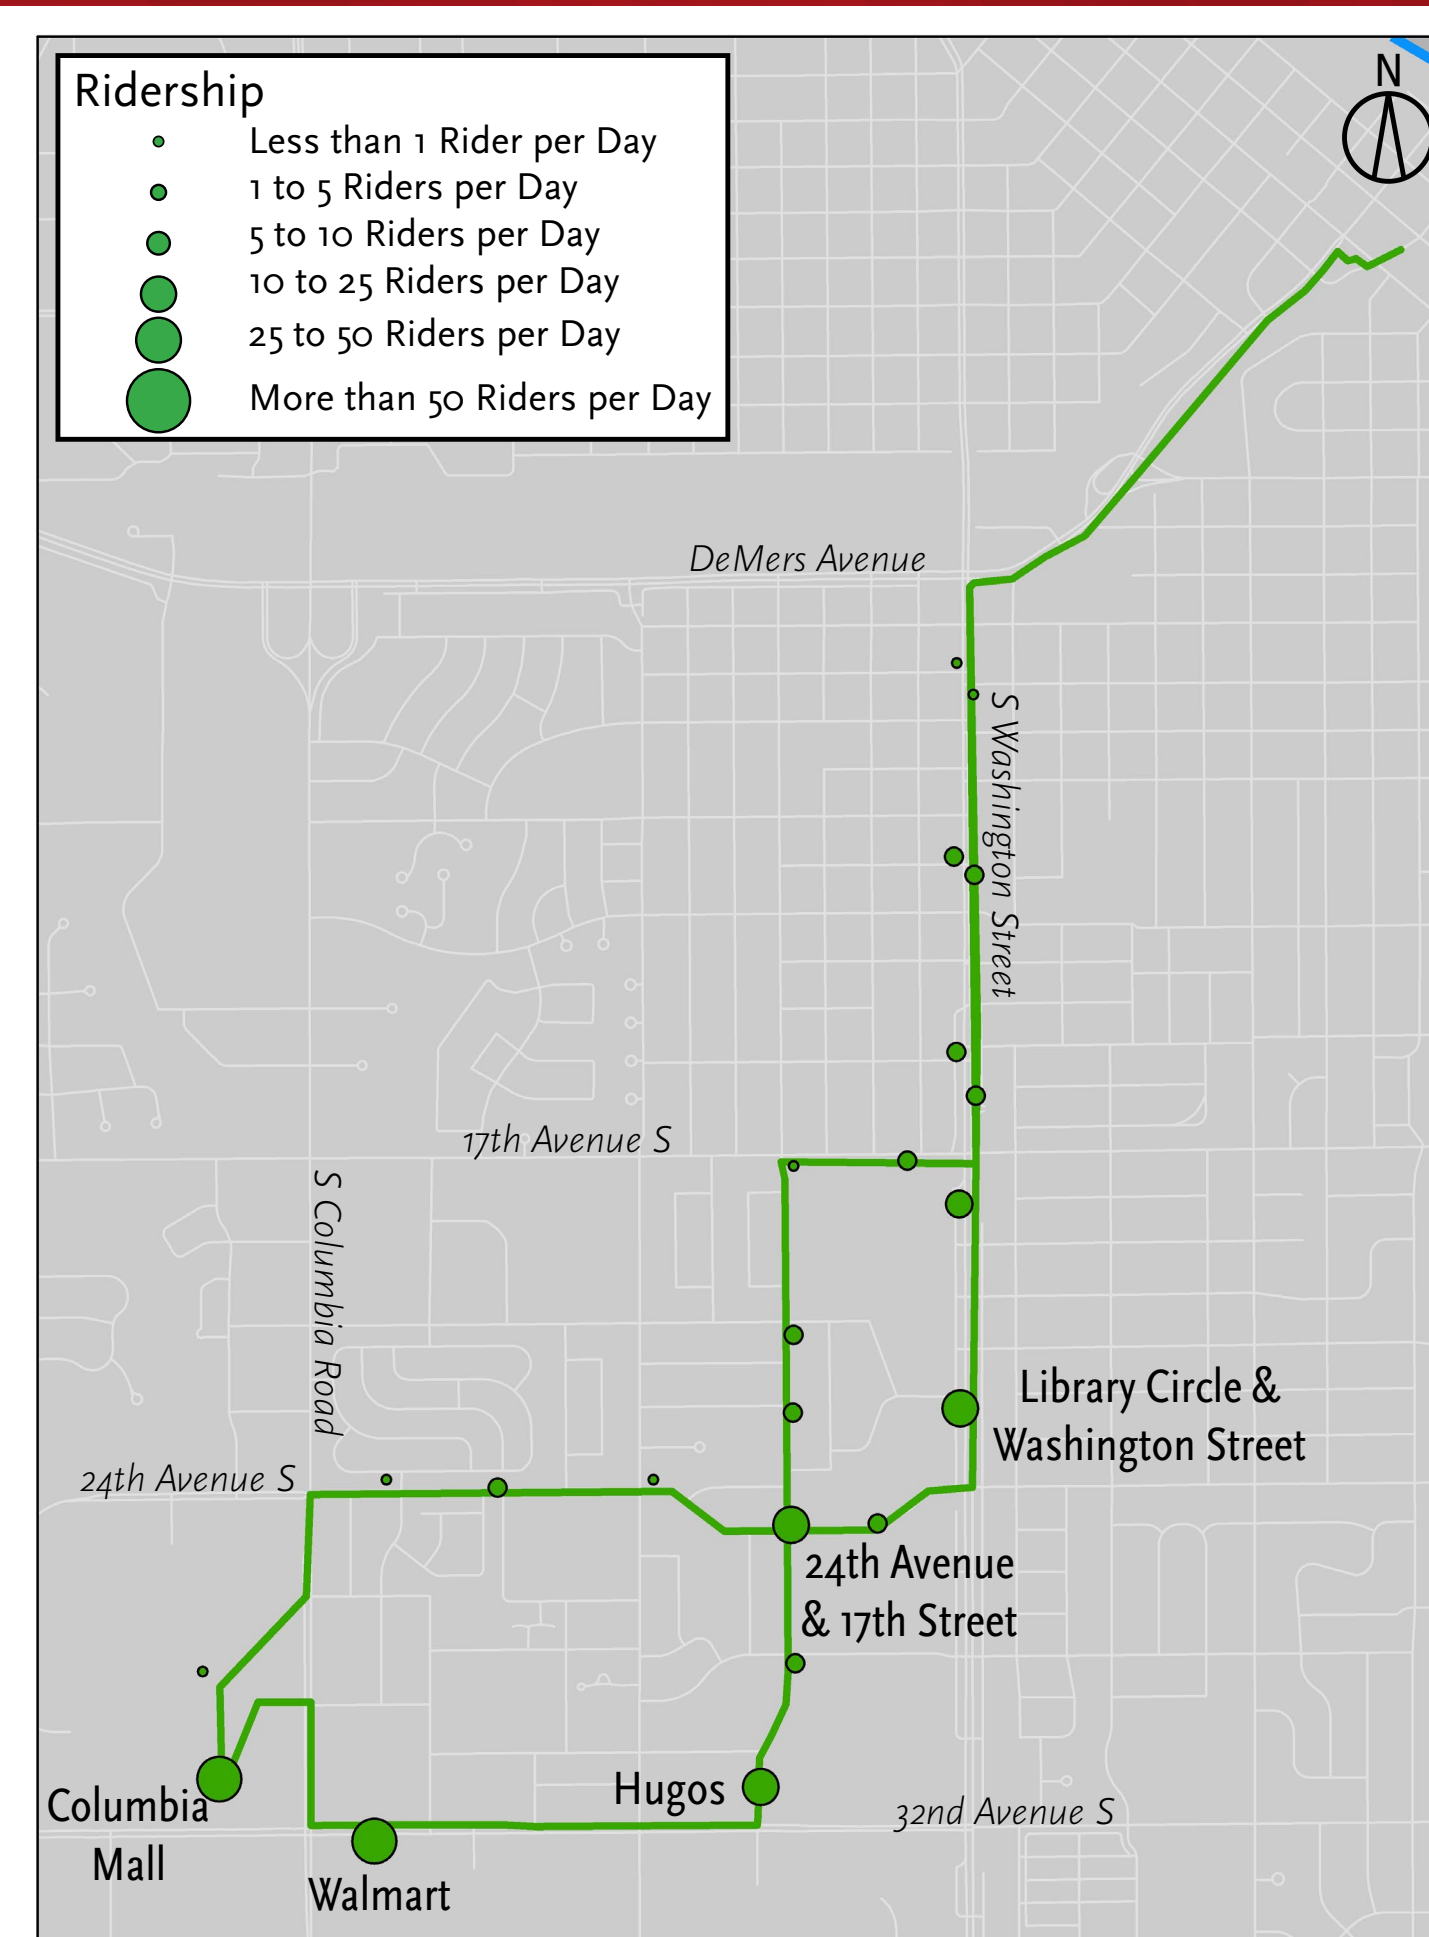 Ridership
Less than 1 Rider per Day
1 to 5 Riders per Day
5 to 10 Riders per Day
10 to 25 Riders per Day
25 to 50 Riders per Day
More than 50 Riders per Day
N
DeMers Avenue
S Washington Street
17th Avenue S
S Columbia Road
Library Circle &
Washington Street
24th Avenue S
24th Avenue
& 17th Street
Hugos
32nd Avenue S
Columbia
Mall
Walmart